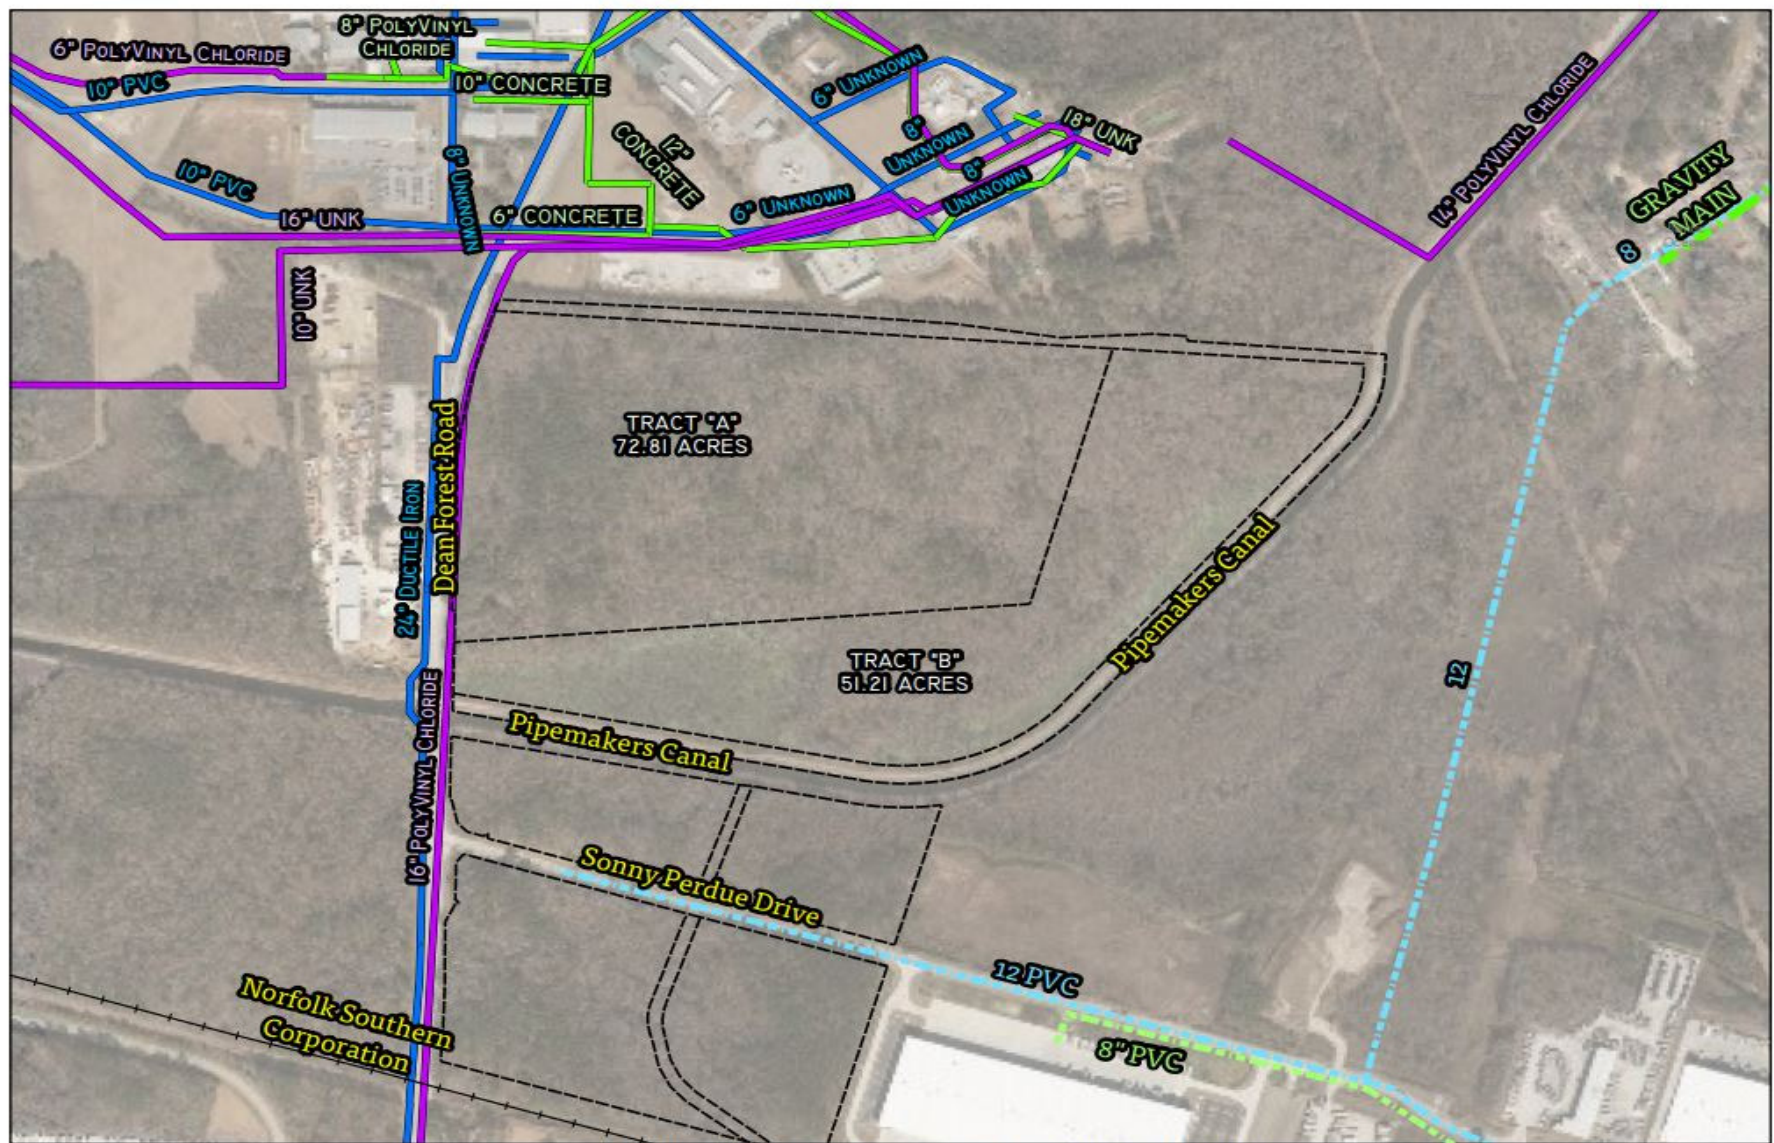 8" PolyVinyl
Chloride
6" PolyVinyl Chloride
10" PVC
10" Concrete
6" Unknown
18" UNK
14" PolyVinyl Chloride
12"
Concrete
8"
Unknown
8"
Unknown
10" PVC
8" Unknown
16" UNK
6" Concrete
6" Unknown
GRAVITY
MAIN
8
10" UNK
TRACT "A"
72.81 ACRES
Dean Forest Road
24" Ductile Iron
Pipemakers Canal
TRACT "B"
51.21 ACRES
12
16" PolyVinyl Chloride
Pipemakers Canal
Sonny Perdue Drive
12 PVC
Norfolk Southern
Corporation
8" PVC